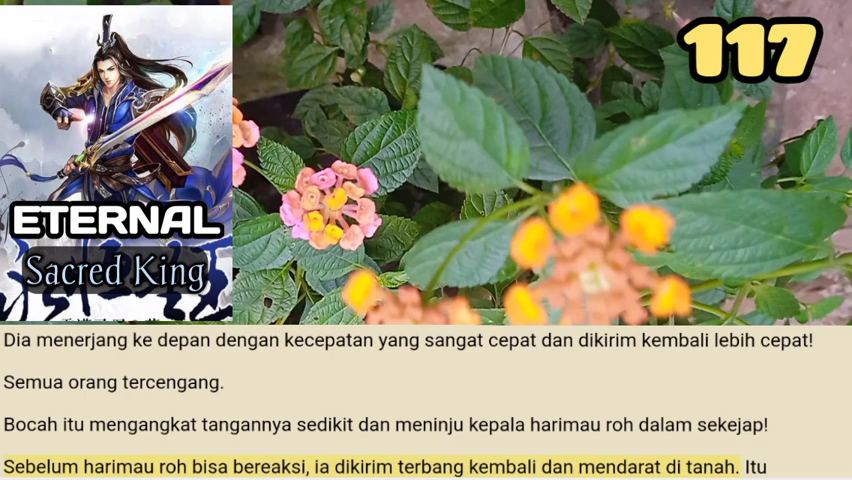 117
ETERNAL
Sacred King
Dia menerjang ke depan dengan kecepatan yang sangat cepat dan dikirim kembali lebih cepat!
Semua orang tercengang.
Bocah itu mengangkat tangannya sedikit dan meninju kepala harimau roh dalam sekejap!
Sebelum harimau roh bisa bereaksi, ia dikirim terbang kembali dan mendarat di tanah. Itu